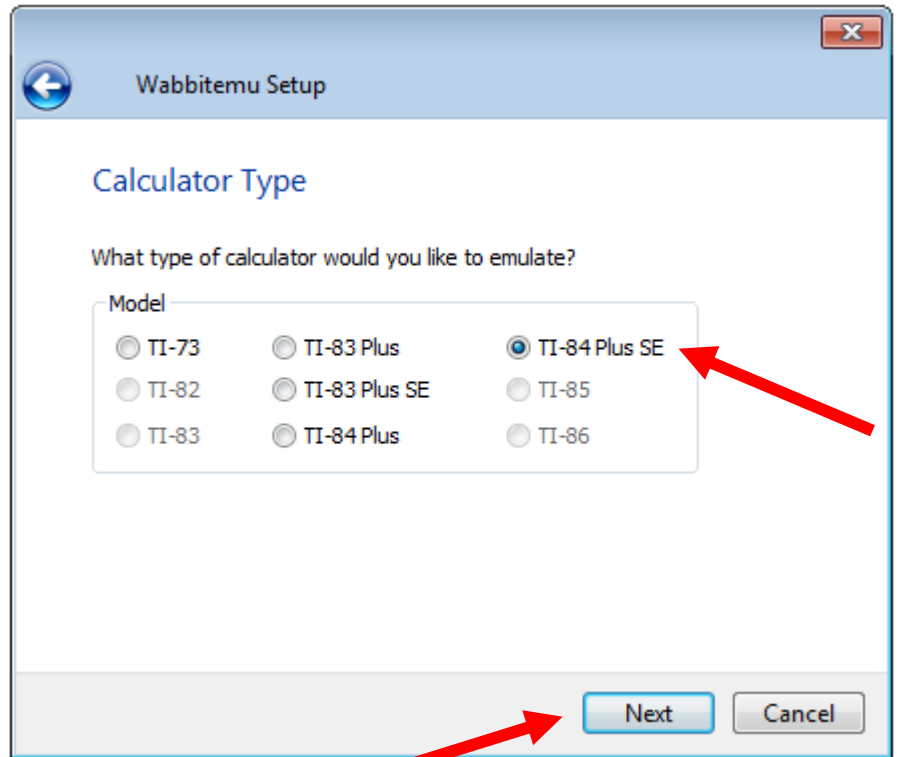 Wabbitemu Setup
Calculator Type
What type of calculator would you like to emulate?
Model
TI-73 TI-83 Plus TI-84 Plus SE
TI-82 TI-83 Plus SE TI-85
TI-83 TI-84 Plus TI-86
Next Cancel